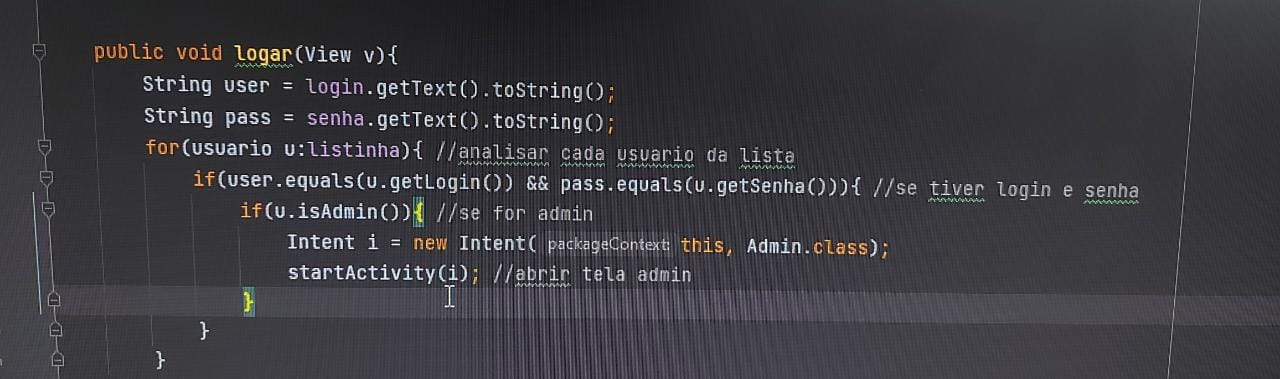 public void logar(View v){
String user = login.getText().toString();
String pass = senha.getText().toString();
for(usuario u:listinha){ //analisar cada usuario da lista
if(user.equals(u.getLogin()) && pass.equals(u.getSenha())){ //se tiver login e senha
if(u.isAdmin()){ //se for admin
Intent i = new Intent( packageContext: this, Admin.class);
startActivity(i); //abrir tela admin
}
}
}